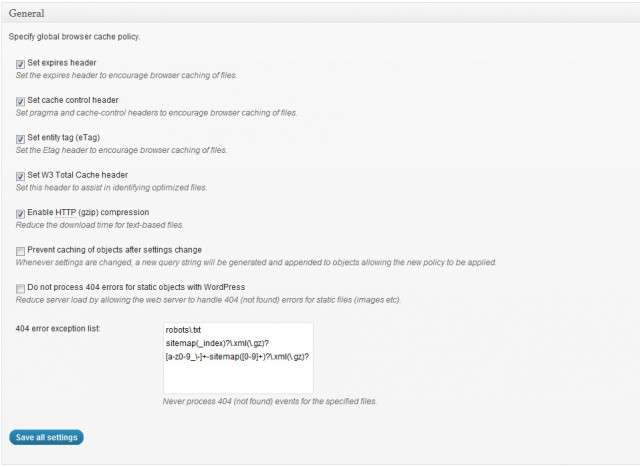 General
Specify global browser cache policy.
Set expires header
Set the expires header to encourage browser caching of files.
Set cache control header
Set pragma and cache-control headers to encourage browser caching of files.
Set entity tag (eTag)
Set the Etag header to encourage browser caching of files.
Set W3 Total Cache header
Set this header to assist in identifying optimized files.
Enable HTTP (gzip) compression
Reduce the download time for text-based files.
Prevent caching of objects after settings change
Whenever settings are changed, a new query string will be generated and appended to objects allowing the new policy to be applied.
Do not process 404 errors for static objects with WordPress
Reduce server load by allowing the web server to handle 404 (not found) errors for static files (images etc).
404 error exception list:
robots\.txt
sitemap(_index)?\.xml(\.gz)?
[a-z0-9_\-]+-sitemap([0-9]+)?\.xml(\.gz)?
Never process 404 (not found) events for the specified files.
Save all settings